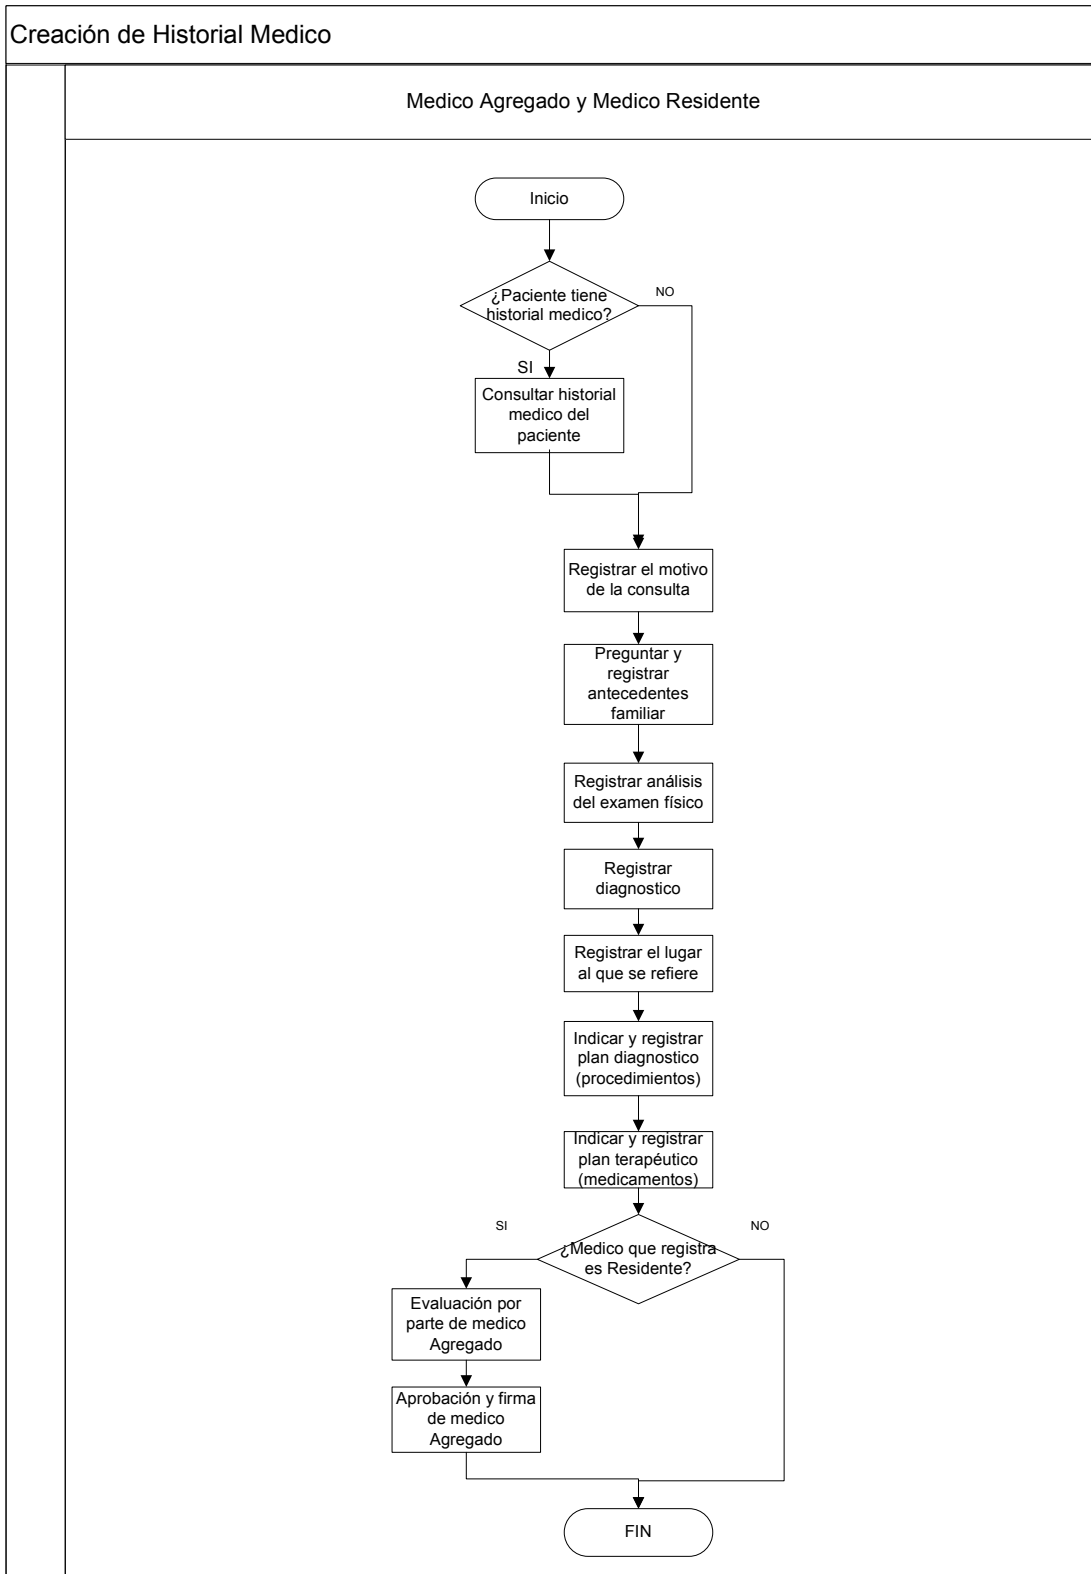 Creación de Historial Medico
Medico Agregado y Medico Residente
Inicio
¿Paciente tiene
historial medico?
NO
SI
Consultar historial
medico del
paciente
Registrar el motivo
de la consulta
Preguntar y
registrar
antecedentes
familiar
Registrar análisis
del examen físico
Registrar
diagnostico
Registrar el lugar
al que se refiere
Indicar y registrar
plan diagnostico
(procedimientos)
Indicar y registrar
plan terapéutico
(medicamentos)
SI
NO
¿Medico que registra
es Residente?
Evaluación por
parte de medico
Agregado
Aprobación y firma
de medico
Agregado
FIN